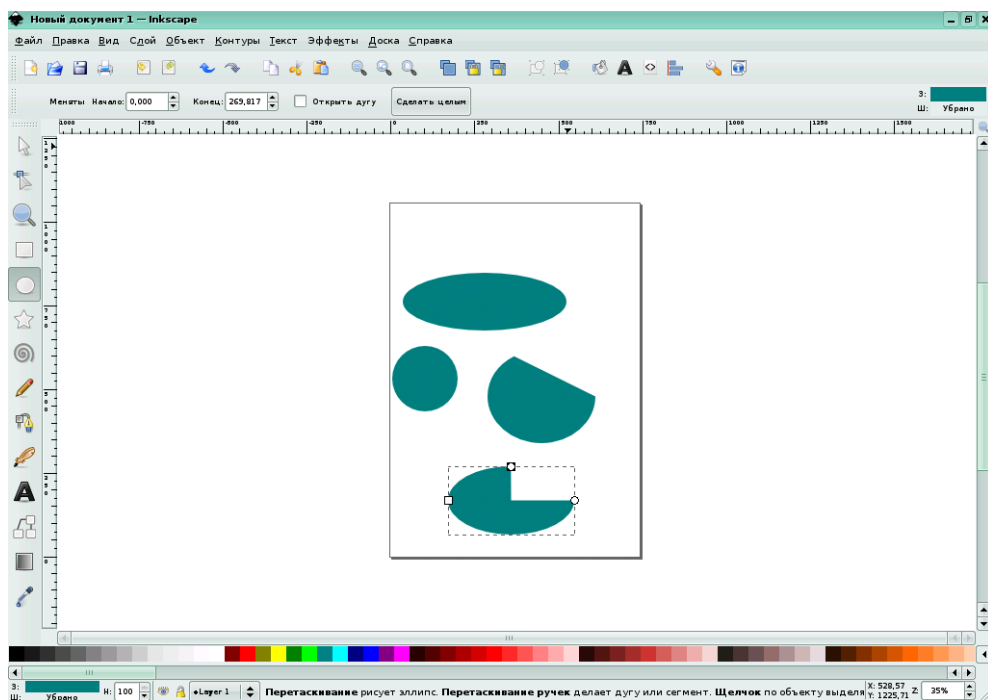 Новый документ 1 — Inkscape
Файл Правка Вид Слой Объект Контуры Текст Эффекты Доска Справка
Меняты Начало: 0,000 Конец: 269,817 Открыть дугу Сделать целым
З:
Ш: Убрано
1000 -750 -500 -250 0 250 500 750 1000 1250 1500
З:
Ш: Убрано
Н: 100
•Layer 1
Перетаскивание рисует эллипс. Перетаскивание ручек делает дугу или сегмент. Щелчок по объекту выделя
X: 528,57
Y: 1225,71
Z: 35%